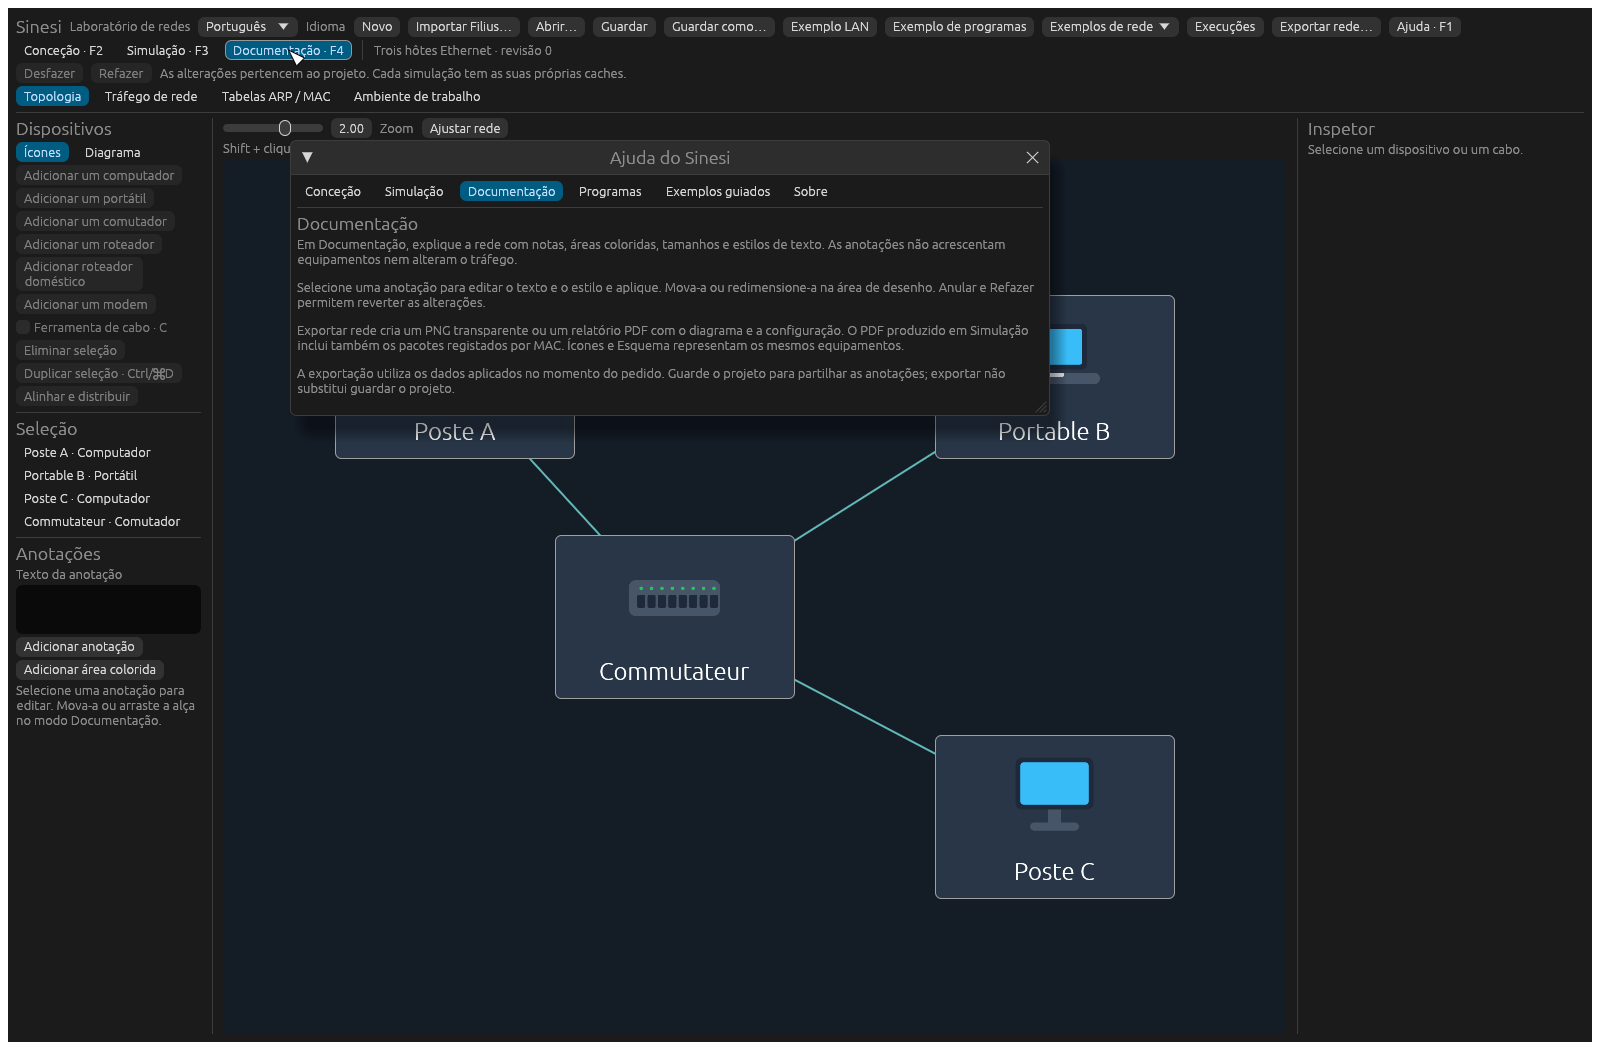 Sinesi Laboratório de redes Português Idioma Novo Importar Filius... Abrir... Guardar Guardar como... Exemplo LAN Exemplo de programas Exemplos de rede Execuções Exportar rede... Ajuda · F1
Conceção · F2 Simulação · F3 Documentação · F4 Trois hôtes Ethernet · revisão 0
Desfazer Refazer As alterações pertencem ao projeto. Cada simulação tem as suas próprias caches.
Topologia Tráfego de rede Tabelas ARP / MAC Ambiente de trabalho
Dispositivos
Ícones Diagrama
Adicionar um computador
Adicionar um portátil
Adicionar um comutador
Adicionar um roteador
Adicionar roteador
doméstico
Adicionar um modem
Ferramenta de cabo · C
Eliminar seleção
Duplicar seleção · Ctrl/⌘D
Alinhar e distribuir
Seleção
Poste A · Computador
Portable B · Portátil
Poste C · Computador
Commutateur · Comutador
Anotações
Texto da anotação
Adicionar anotação
Adicionar área colorida
Selecione uma anotação para
editar. Mova-a ou arraste a alça
no modo Documentação.
2.00 Zoom Ajustar rede
Shift + cliqu
Ajuda do Sinesi
Conceção Simulação Documentação Programas Exemplos guiados Sobre
Documentação
Em Documentação, explique a rede com notas, áreas coloridas, tamanhos e estilos de texto. As anotações não acrescentam
equipamentos nem alteram o tráfego.
Selecione uma anotação para editar o texto e o estilo e aplique. Mova-a ou redimensione-a na área de desenho. Anular e Refazer
permitem reverter as alterações.
Exportar rede cria um PNG transparente ou um relatório PDF com o diagrama e a configuração. O PDF produzido em Simulação
inclui também os pacotes registados por MAC. Ícones e Esquema representam os mesmos equipamentos.
A exportação utiliza os dados aplicados no momento do pedido. Guarde o projeto para partilhar as anotações; exportar não
substitui guardar o projeto.
Poste A
Portable B
Commutateur
Poste C
Inspetor
Selecione um dispositivo ou um cabo.